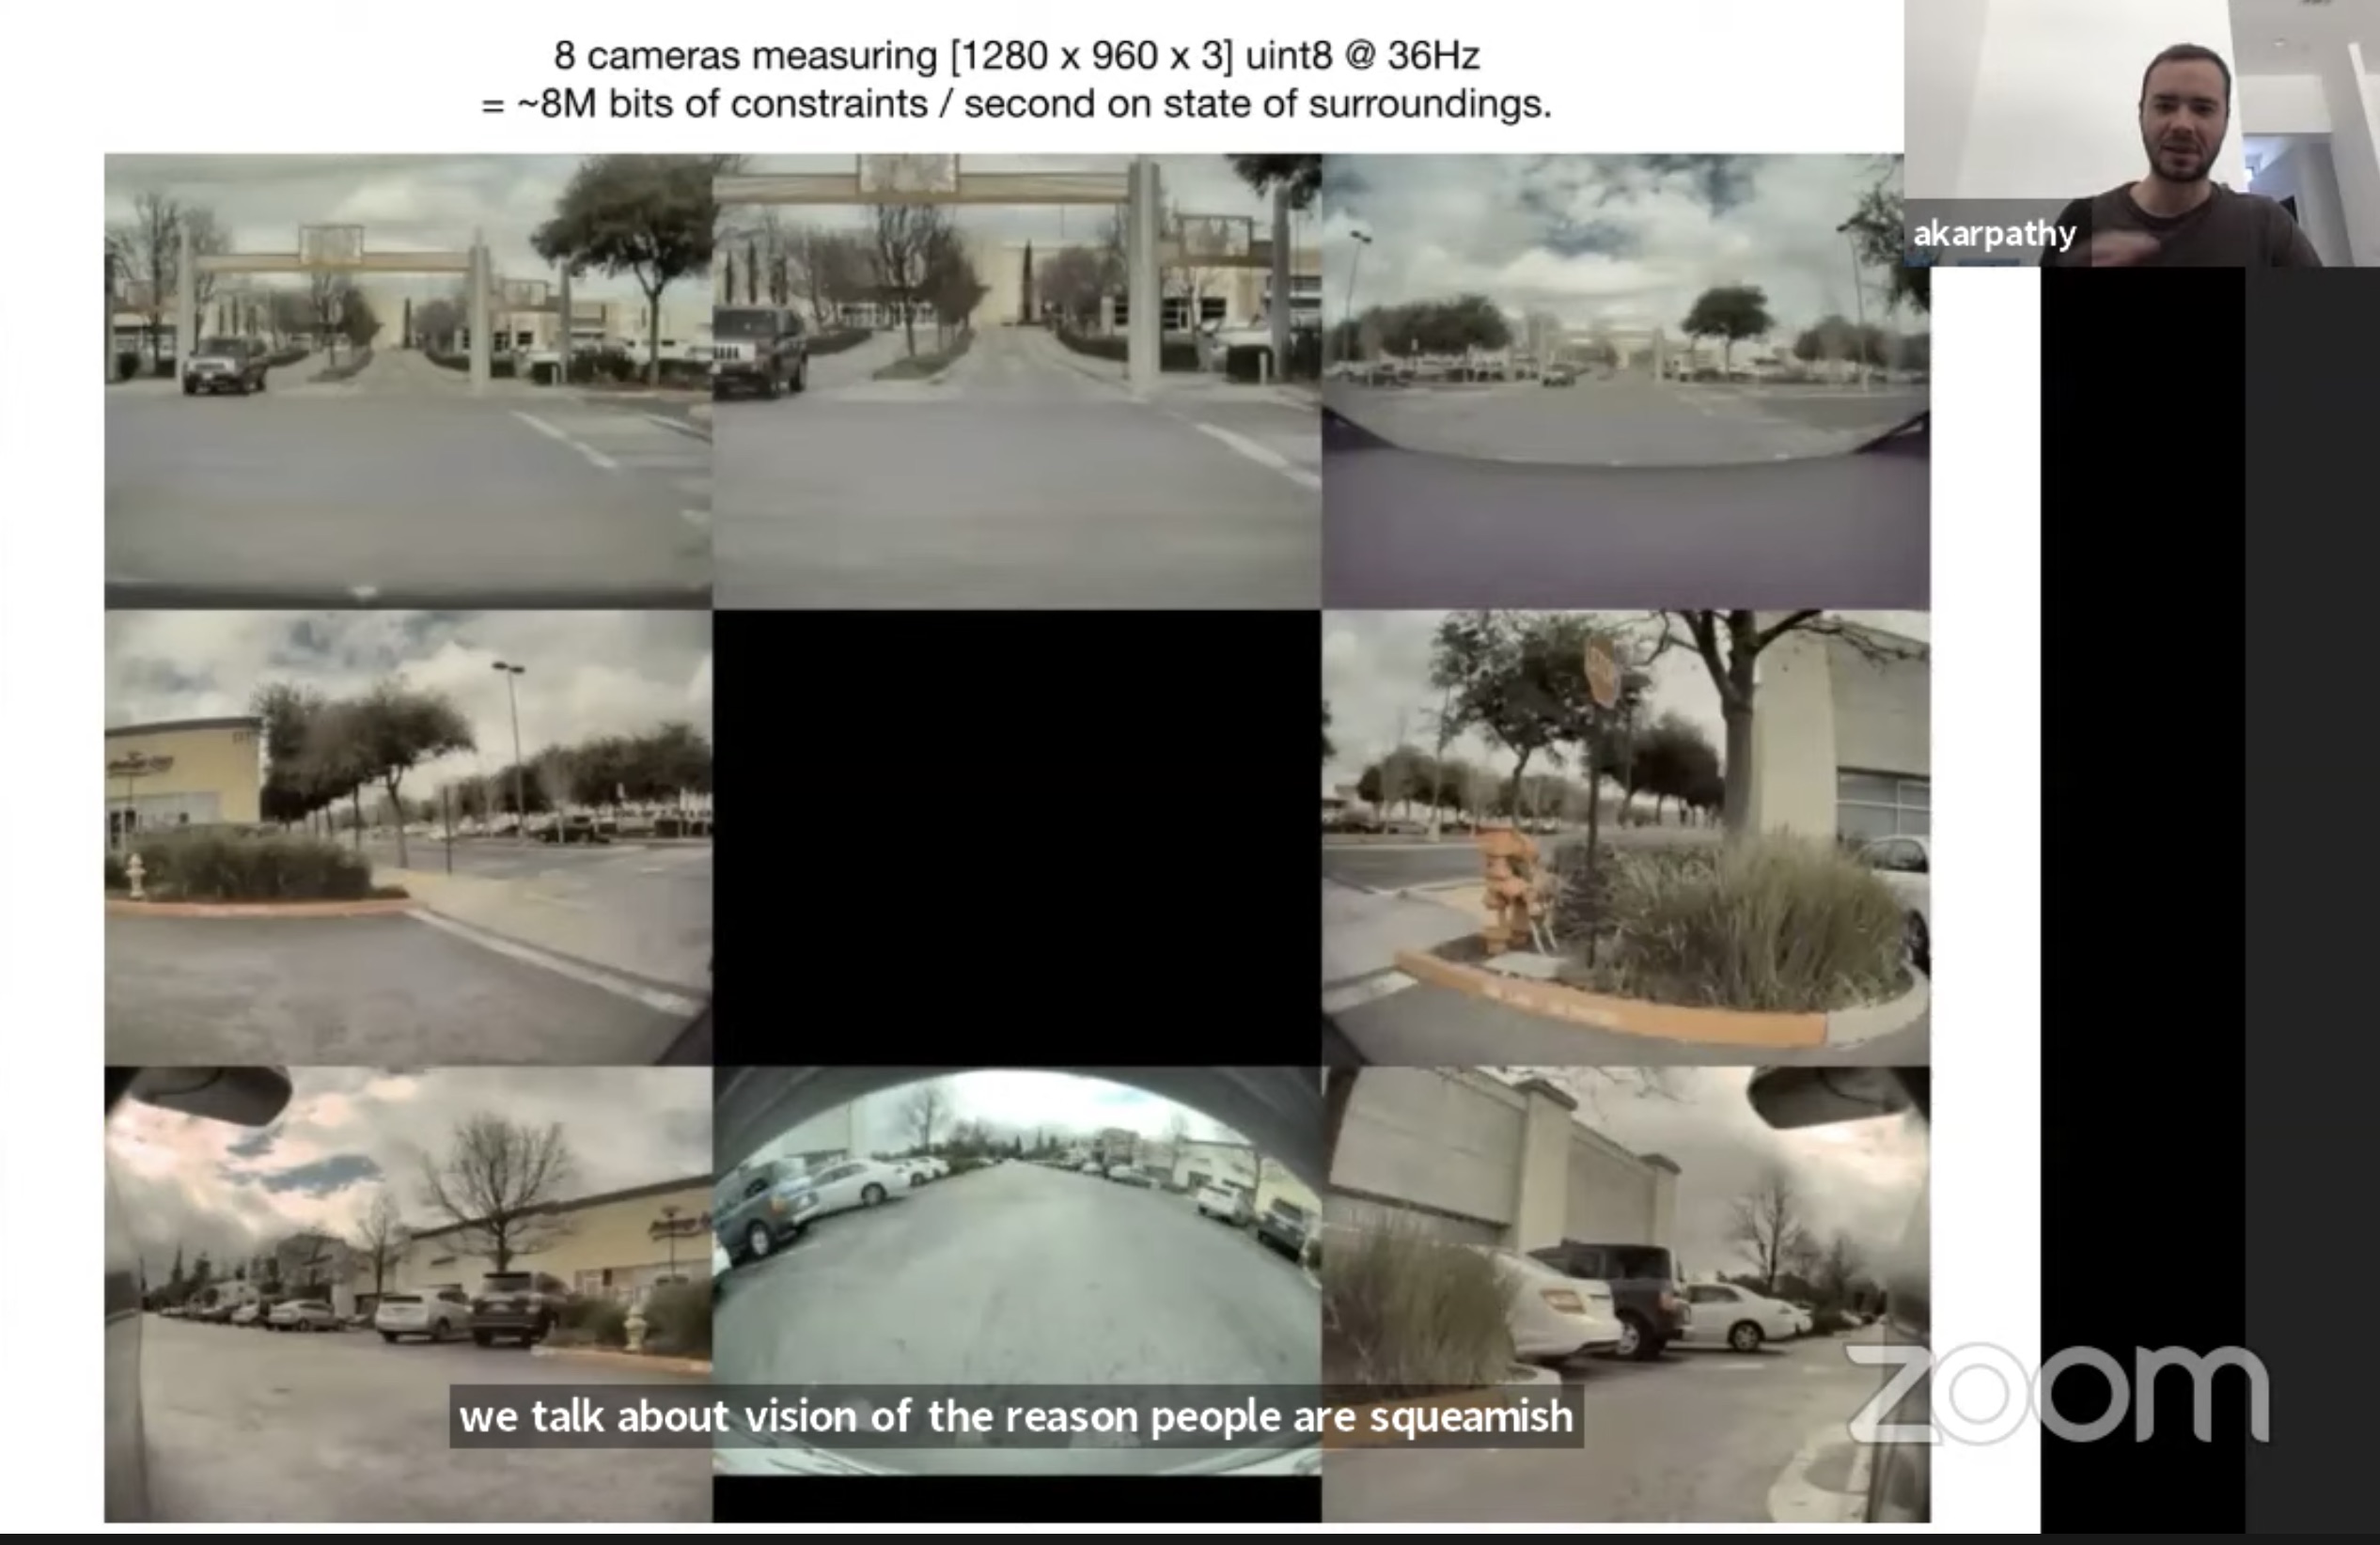 8 cameras measuring [1280 x 960 x 3] uint8 @ 36Hz
= ~8M bits of constraints / second on state of surroundings.
akarpathy
we talk about vision of the reason people are squeamish
zoom